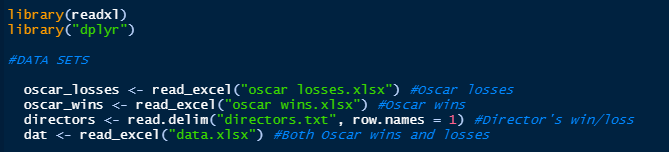 library(readxl)
library("dplyr")
#DATA SETS
oscar_losses <- read_excel("oscar losses.xlsx") #Oscar losses
oscar_wins <- read_excel("oscar wins.xlsx") #Oscar wins
directors <- read.delim("directors.txt", row.names = 1) #Director's win/loss
dat <- read_excel("data.xlsx") #Both Oscar wins and losses